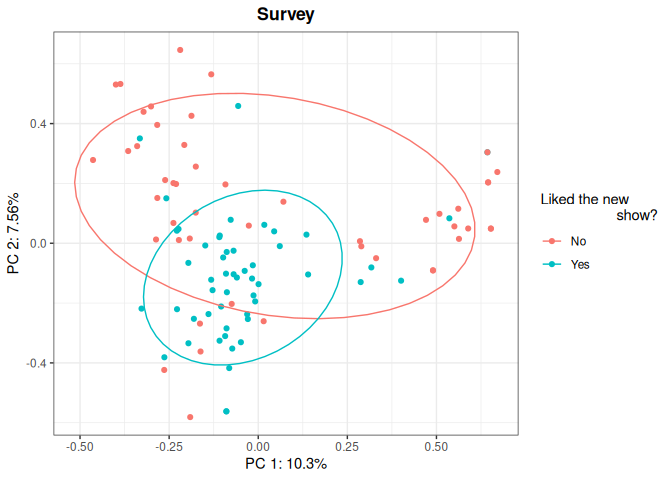 Survey
PC 2: 7.56%
0.4
0.0
-0.4
-0.50
-0.25
0.00
0.25
0.50
PC 1: 10.3%
Liked the new
show?
No
Yes